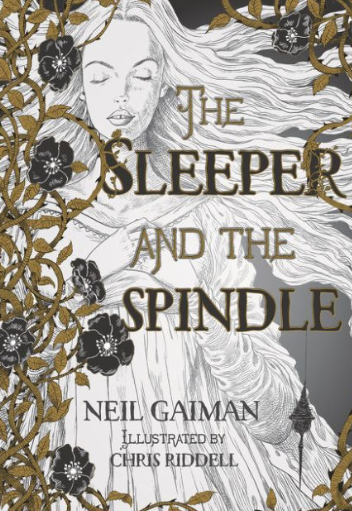 THE
SLEEPER
AND THE
SPINDLE
NEIL GAIMAN
ILLUSTRATED BY
CHRIS RIDDELL